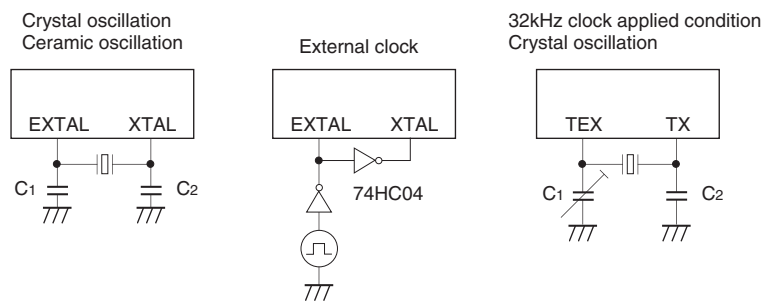 Crystal oscillation
Ceramic oscillation
EXTAL XTAL
C1 C2
External clock
EXTAL XTAL
74HC04
32kHz clock applied condition
Crystal oscillation
TEX TX
C1 C2